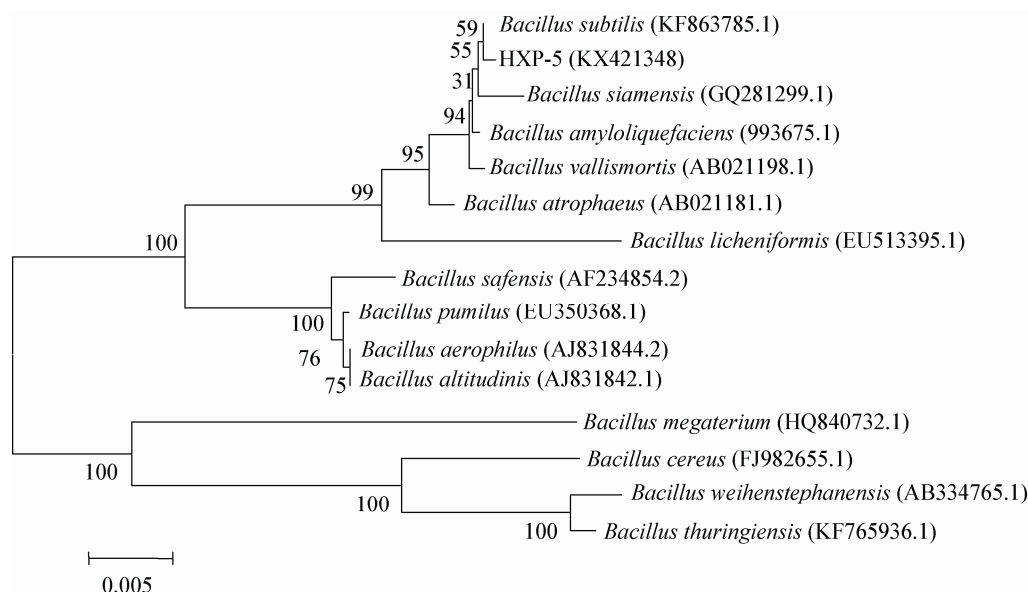 59
Bacillus subtilis (KF863785.1)
55
HXP-5 (KX421348)
31
Bacillus siamensis (GQ281299.1)
94
Bacillus amyloliquefaciens (993675.1)
95
Bacillus vallismortis (AB021198.1)
99
Bacillus atrophaeus (AB021181.1)
100
Bacillus licheniformis (EU513395.1)
Bacillus safensis (AF234854.2)
100
Bacillus pumilus (EU350368.1)
76
Bacillus aerophilus (AJ831844.2)
75
Bacillus altitudinis (AJ831842.1)
Bacillus megaterium (HQ840732.1)
100
Bacillus cereus (FJ982655.1)
100
Bacillus weihenstephanensis (AB334765.1)
100
Bacillus thuringiensis (KF765936.1)
0.005